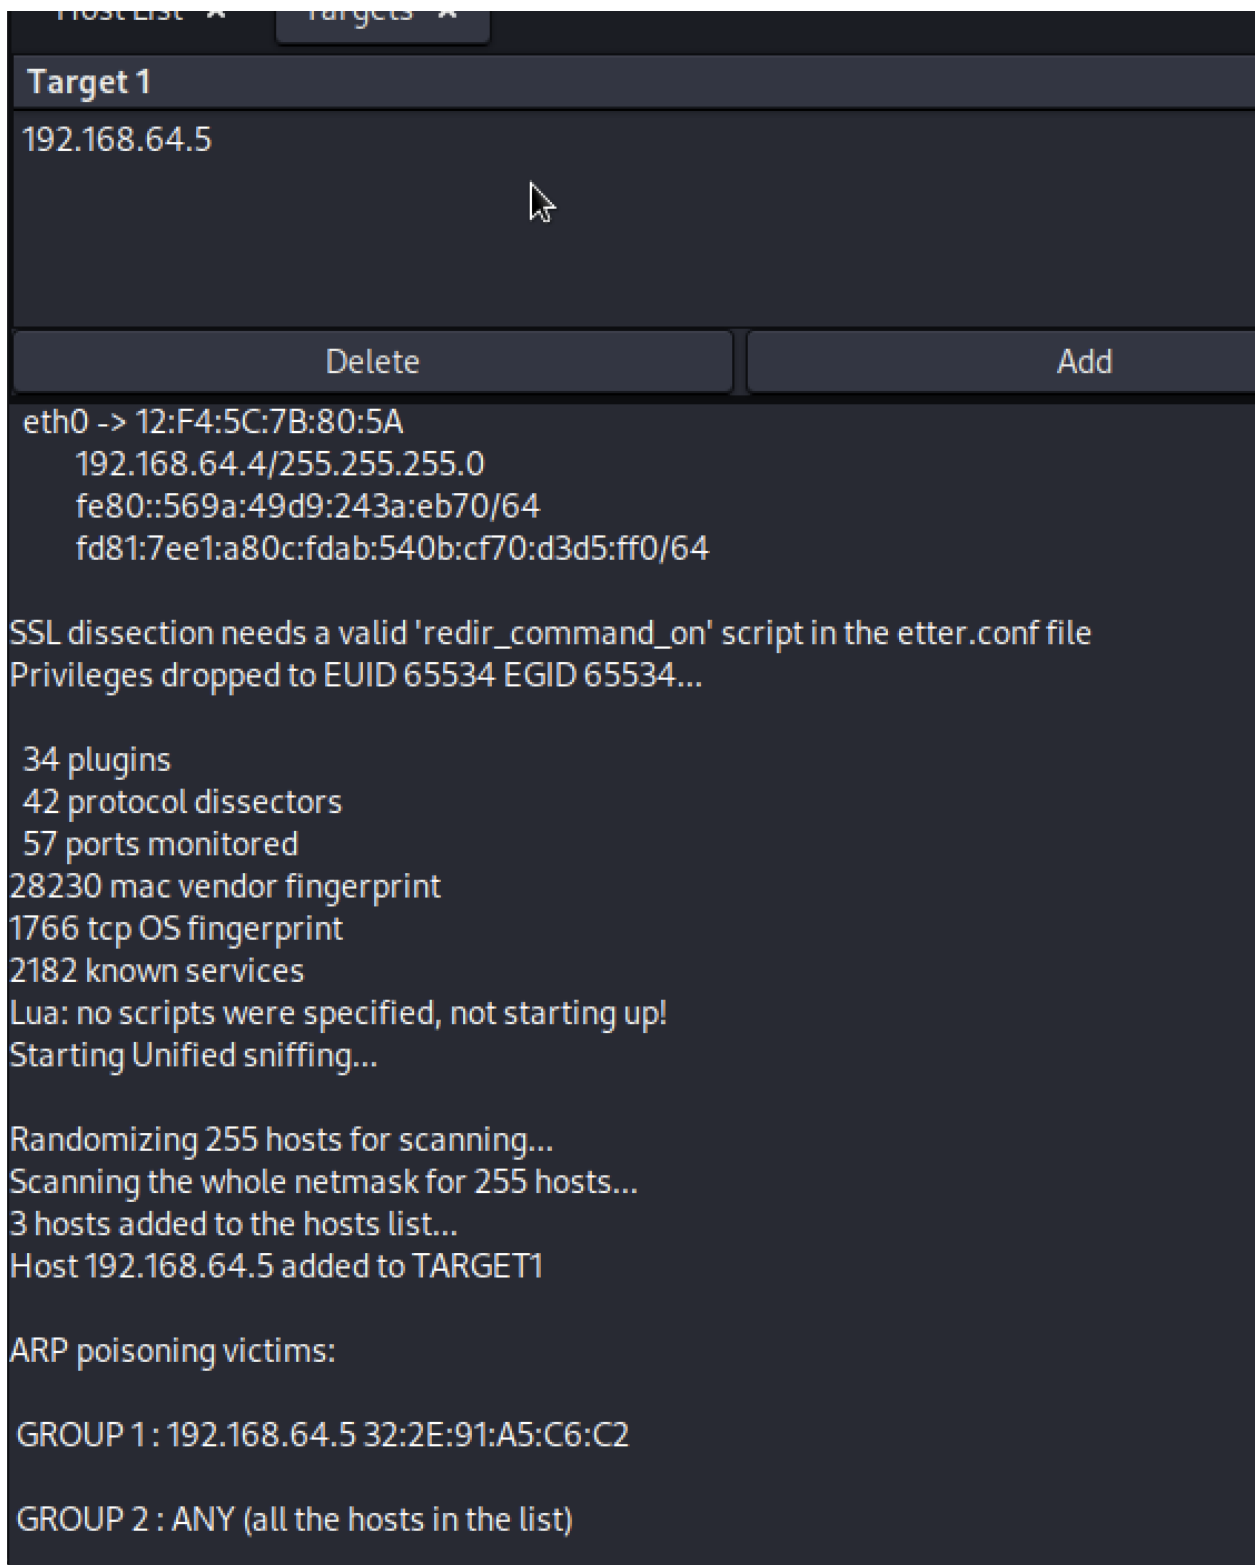 Host List ×
Targets ×
Target 1
192.168.64.5
Delete
Add
eth0 -> 12:F4:5C:7B:80:5A
192.168.64.4/255.255.255.0
fe80::569a:49d9:243a:eb70/64
fd81:7ee1:a80c:fdab:540b:cf70:d3d5:ff0/64
SSL dissection needs a valid 'redir_command_on' script in the etter.conf file
Privileges dropped to EUID 65534 EGID 65534...
34 plugins
42 protocol dissectors
57 ports monitored
28230 mac vendor fingerprint
1766 tcp OS fingerprint
2182 known services
Lua: no scripts were specified, not starting up!
Starting Unified sniffing...
Randomizing 255 hosts for scanning...
Scanning the whole netmask for 255 hosts...
3 hosts added to the hosts list...
Host 192.168.64.5 added to TARGET1
ARP poisoning victims:
GROUP 1 : 192.168.64.5 32:2E:91:A5:C6:C2
GROUP 2 : ANY (all the hosts in the list)